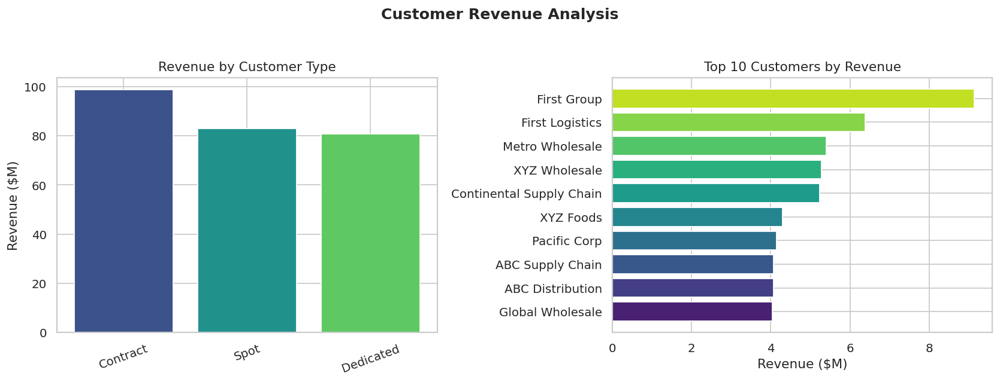 Customer Revenue Analysis
Revenue by Customer Type
Revenue ($M)
100
80
60
40
20
0
Contract
Spot
Dedicated
Top 10 Customers by Revenue
First Group
First Logistics
Metro Wholesale
XYZ Wholesale
Continental Supply Chain
XYZ Foods
Pacific Corp
ABC Supply Chain
ABC Distribution
Global Wholesale
0 2 4 6 8
Revenue ($M)